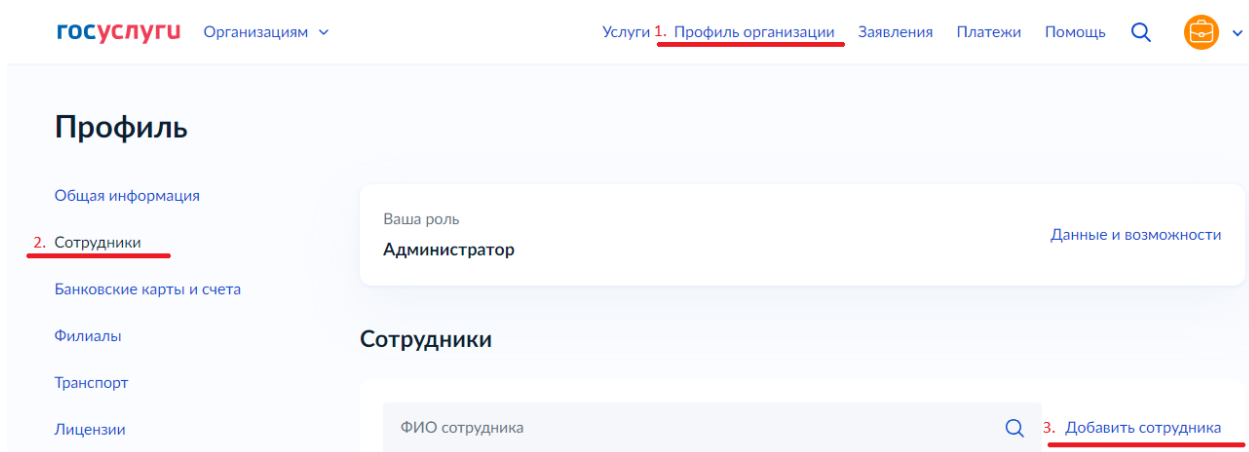 госуслуги Организациям Услуги 1. Профиль организации Заявления Платежи Помощь
Профиль
Общая информация
Ваша роль
2. Сотрудники
Администратор
Данные и возможности
Банковские карты и счета
Филиалы
Сотрудники
Транспорт
Лицензии
ФИО сотрудника
3. Добавить сотрудника